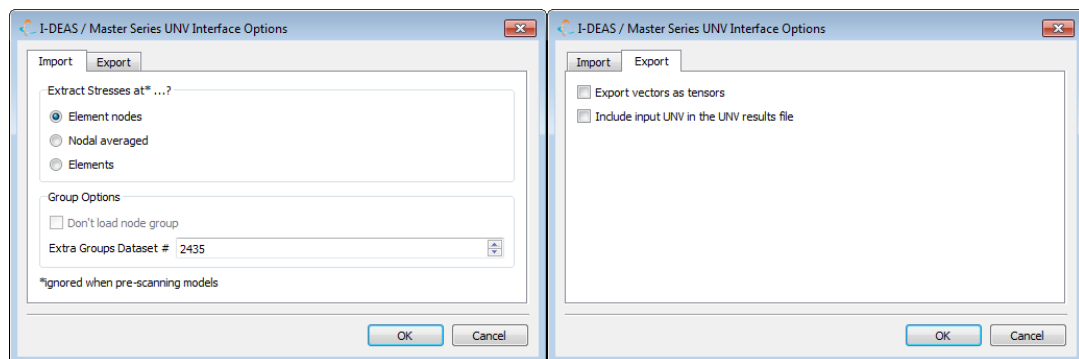 I-DEAS / Master Series UNV Interface Options
Import Export
Extract Stresses at* ...?
Element nodes
Nodal averaged
Elements
Group Options
Don't load node group
Extra Groups Dataset # 2435
*ignored when pre-scanning models
OK Cancel
I-DEAS / Master Series UNV Interface Options
Import Export
Export vectors as tensors
Include input UNV in the UNV results file
OK Cancel